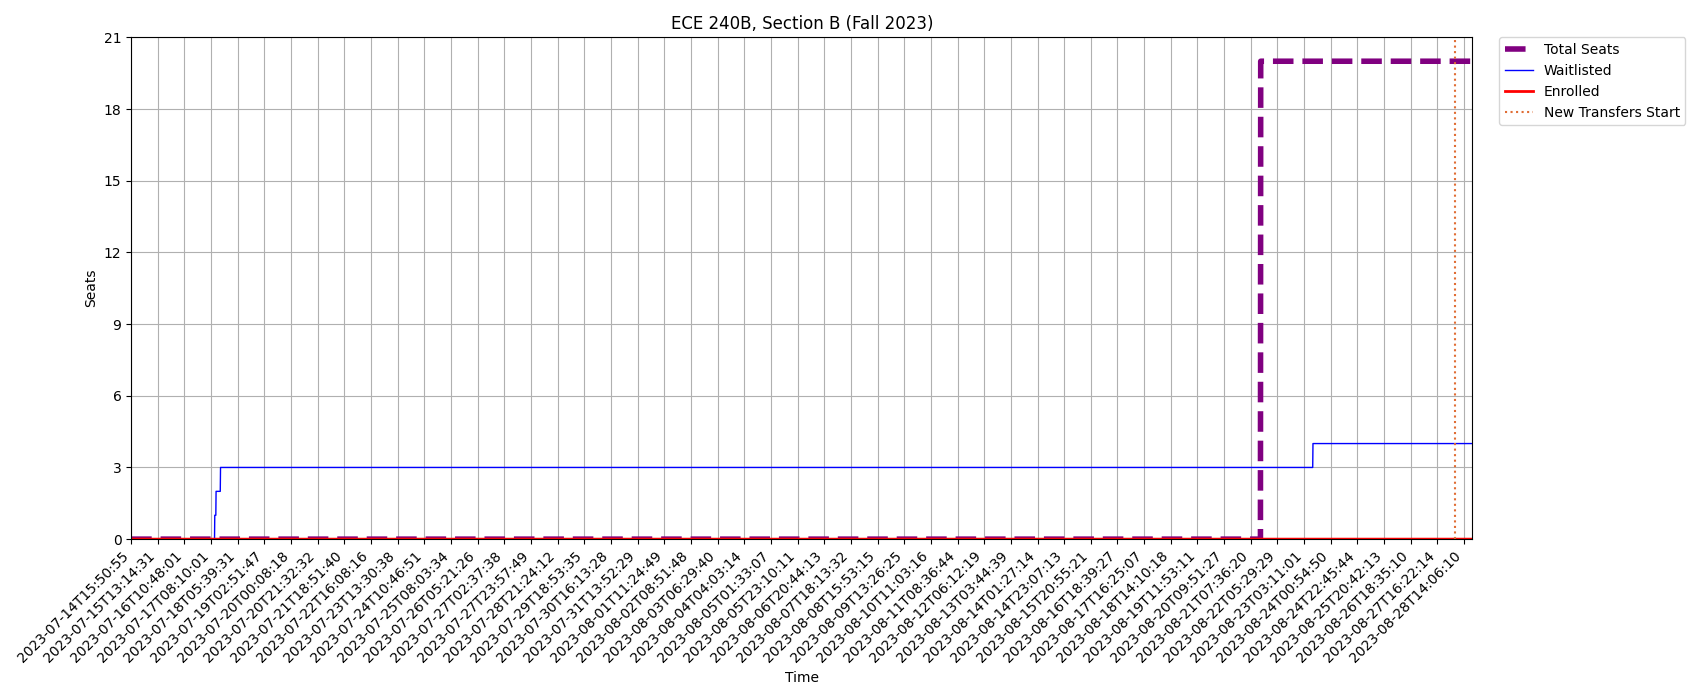 ECE 240B, Section B (Fall 2023)
Total Seats
Waitlisted
Enrolled
New Transfers Start
Seats
21
18
15
12
9
6
3
0
2023-07-14T15:50:55
2023-07-15T13:14:31
2023-07-16T10:48:01
2023-07-17T08:10:01
2023-07-18T05:39:31
2023-07-19T02:51:47
2023-07-20T00:08:18
2023-07-20T21:32:32
2023-07-21T18:51:40
2023-07-22T16:08:16
2023-07-23T13:30:38
2023-07-24T10:46:51
2023-07-25T08:03:34
2023-07-26T05:21:26
2023-07-27T02:37:38
2023-07-27T23:57:49
2023-07-28T21:24:12
2023-07-29T18:53:35
2023-07-30T16:13:28
2023-07-31T13:52:29
2023-08-01T11:24:49
2023-08-02T08:51:48
2023-08-03T06:29:40
2023-08-04T04:03:14
2023-08-05T01:33:07
2023-08-05T23:10:11
2023-08-06T20:44:13
2023-08-07T18:13:32
2023-08-08T15:53:15
2023-08-09T13:26:25
2023-08-10T11:03:16
2023-08-11T08:36:44
2023-08-12T06:12:19
2023-08-13T03:44:39
2023-08-14T01:27:14
2023-08-14T23:07:13
2023-08-15T20:55:21
2023-08-16T18:39:27
2023-08-17T16:25:07
2023-08-18T14:10:18
2023-08-19T11:53:11
2023-08-20T09:51:27
2023-08-21T07:36:20
2023-08-22T05:29:29
2023-08-23T03:11:01
2023-08-24T00:54:50
2023-08-24T22:45:44
2023-08-25T20:42:13
2023-08-26T18:35:10
2023-08-27T16:22:14
2023-08-28T14:06:10
Time